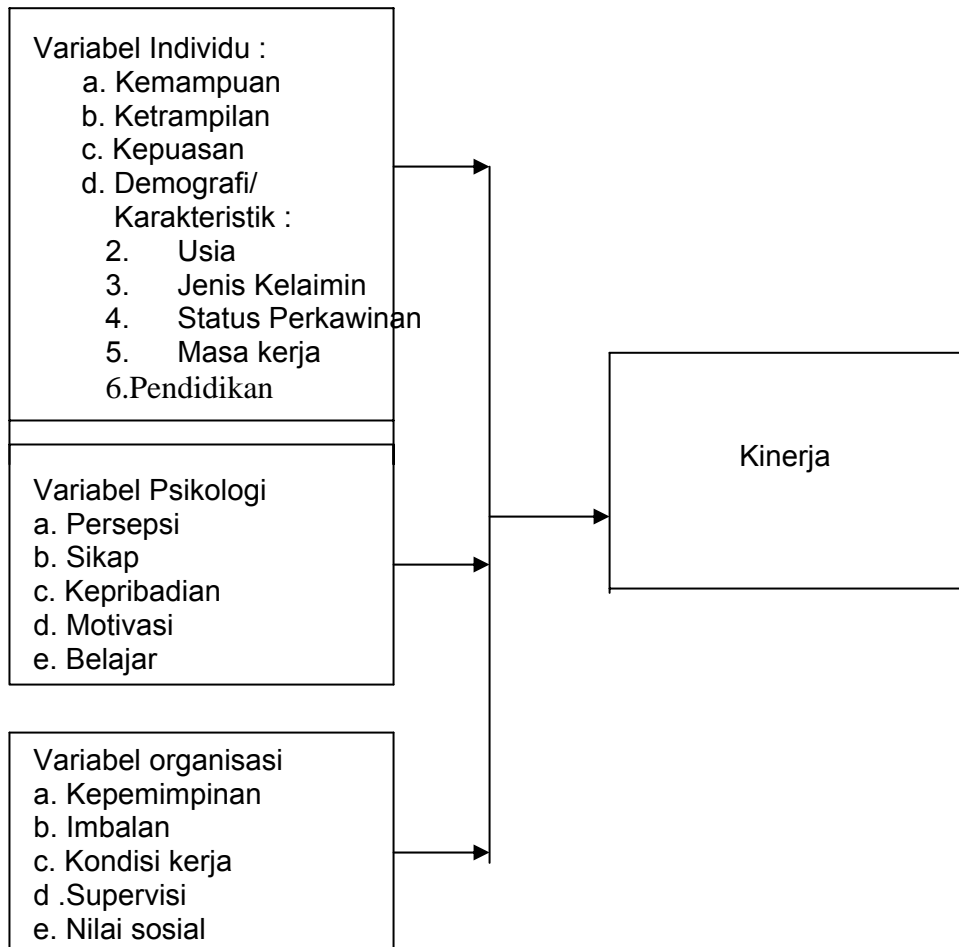 Variabel Individu :
a. Kemampuan
b. Ketrampilan
c. Kepuasan
d. Demografi/
Karakteristik :
2. Usia
3. Jenis Kelaimin
4. Status Perkawinan
5. Masa kerja
6.Pendidikan
Variabel Psikologi
a. Persepsi
b. Sikap
c. Kepribadian
d. Motivasi
e. Belajar
Variabel organisasi
a. Kepemimpinan
b. Imbalan
c. Kondisi kerja
d .Supervisi
e. Nilai sosial
Kinerja